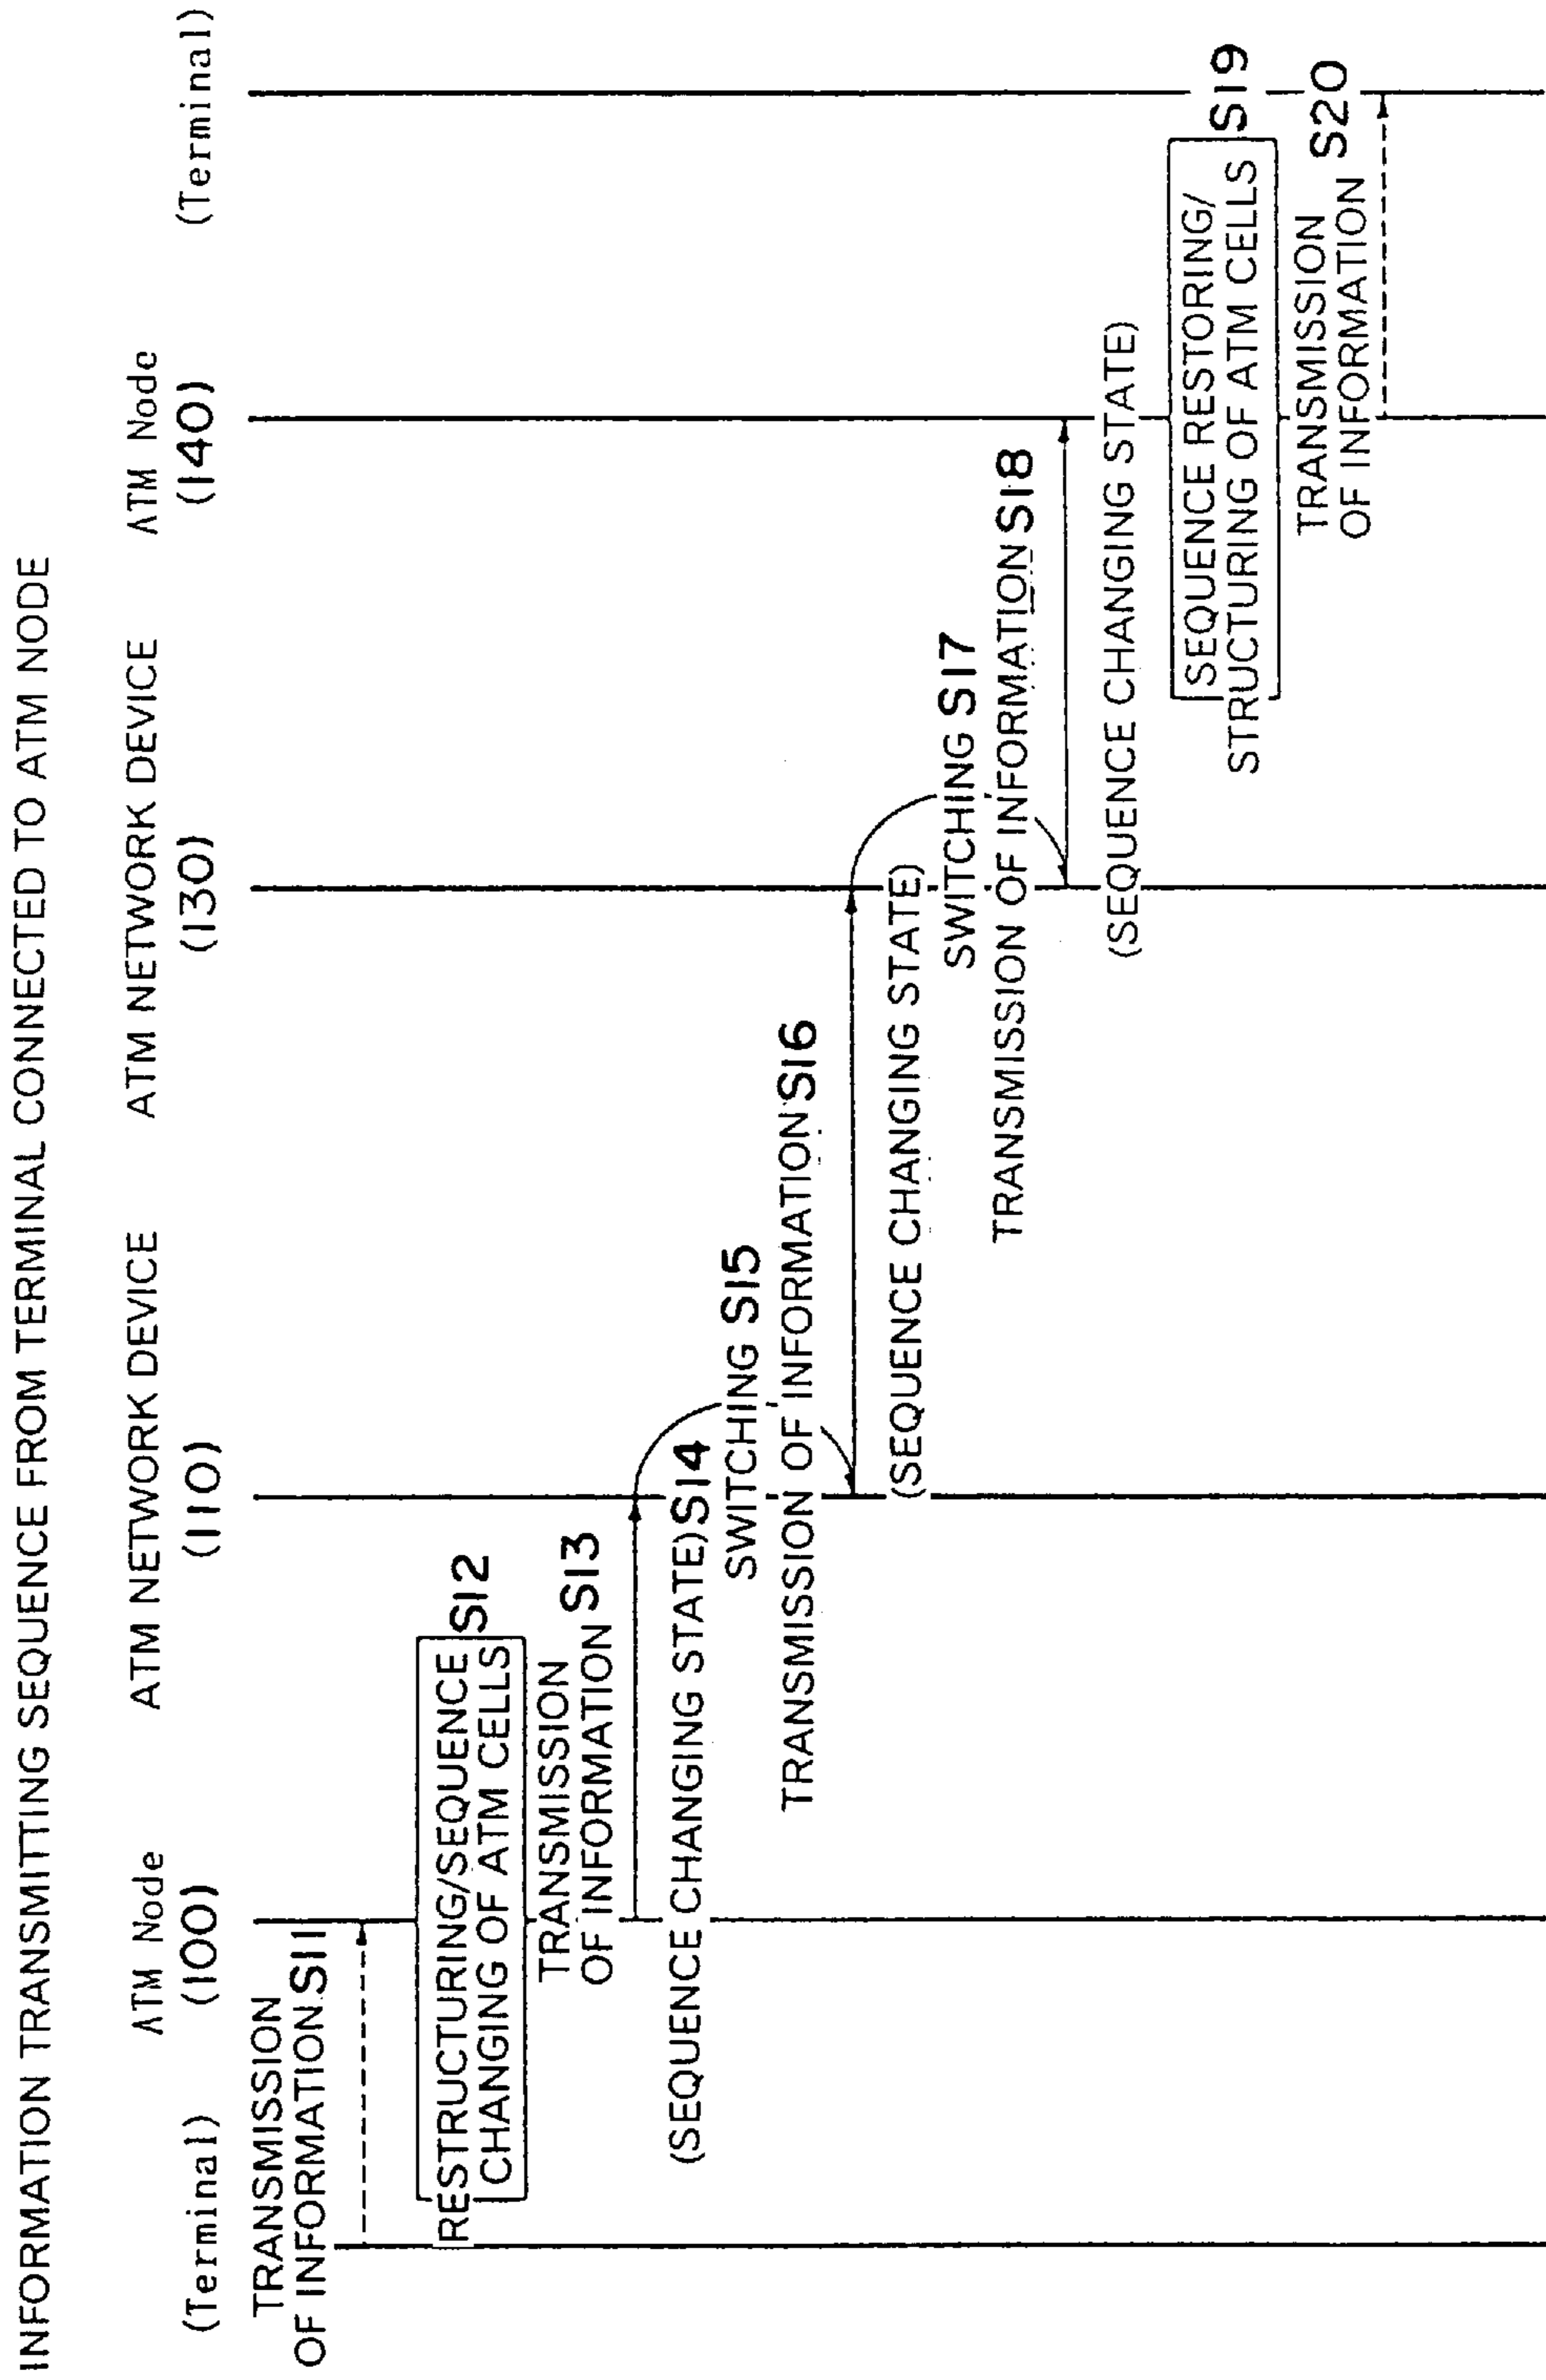 INFORMATION TRANSMITTING SEQUENCE FROM TERMINAL CONNECTED TO ATM NODE
(Terminal)
ATM Node
(100)
ATM NETWORK DEVICE
(110)
ATM NETWORK DEVICE
(130)
ATM Node
(140)
(Terminal)
TRANSMISSION
OF INFORMATION S11
RESTRUCTURING/SEQUENCE
CHANGING OF ATM CELLS
S12
TRANSMISSION
OF INFORMATION S13
(SEQUENCE CHANGING STATE) S14
SWITCHING S15
TRANSMISSION OF INFORMATION S16
(SEQUENCE CHANGING STATE)
SWITCHING S17
TRANSMISSION OF INFORMATION S18
(SEQUENCE CHANGING STATE)
SEQUENCE RESTORING/
STRUCTURING OF ATM CELLS
S19
TRANSMISSION
OF INFORMATION S20